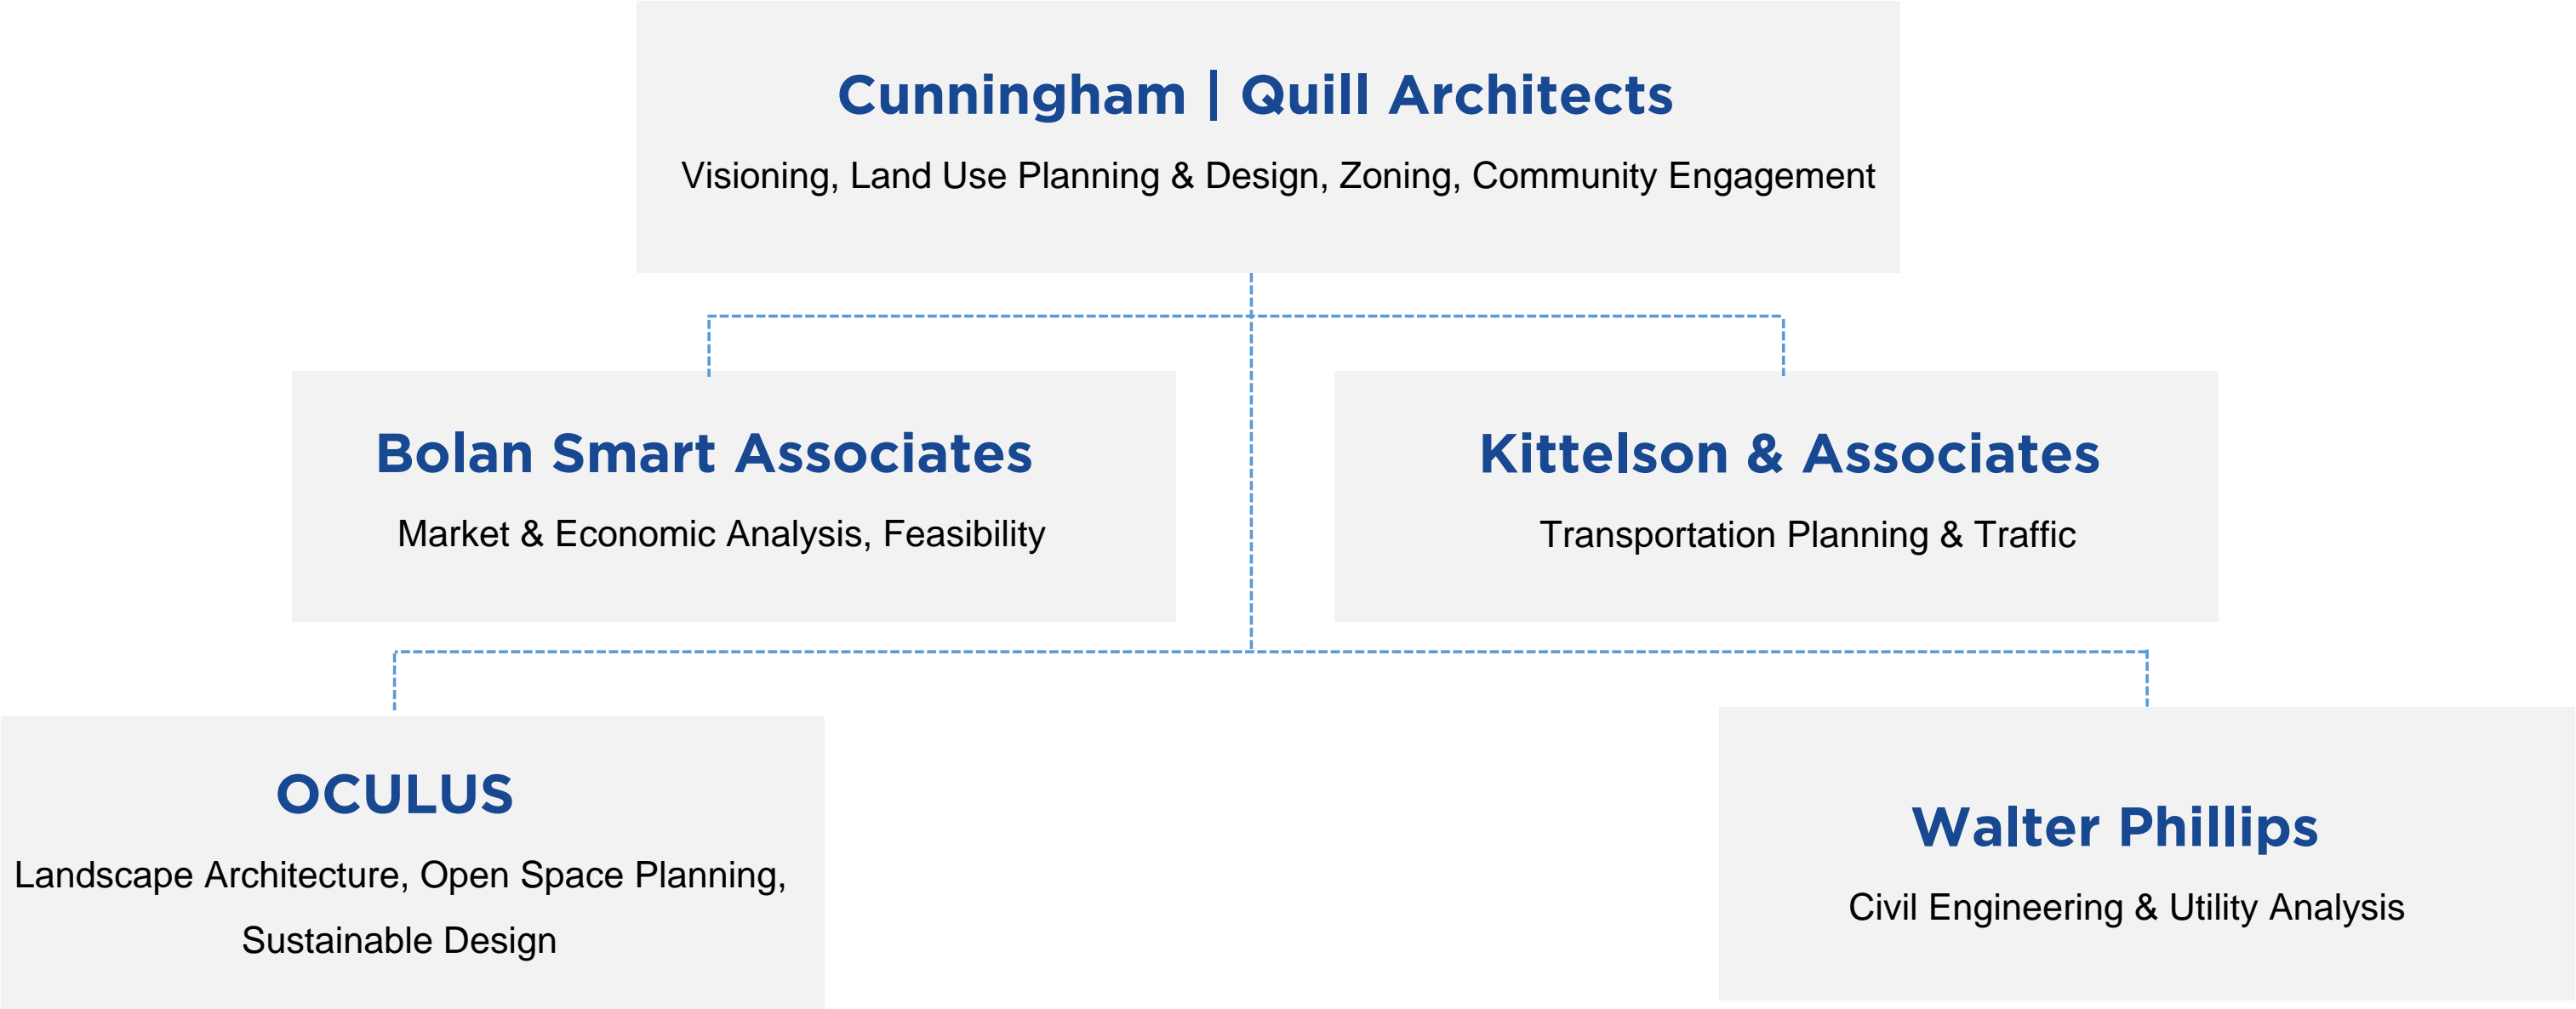 Cunningham | Quill Architects
Visioning, Land Use Planning & Design, Zoning, Community Engagement
Bolan Smart Associates
Market & Economic Analysis, Feasibility
Kittelson & Associates
Transportation Planning & Traffic
OCULUS
Landscape Architecture, Open Space Planning,
Sustainable Design
Walter Phillips
Civil Engineering & Utility Analysis